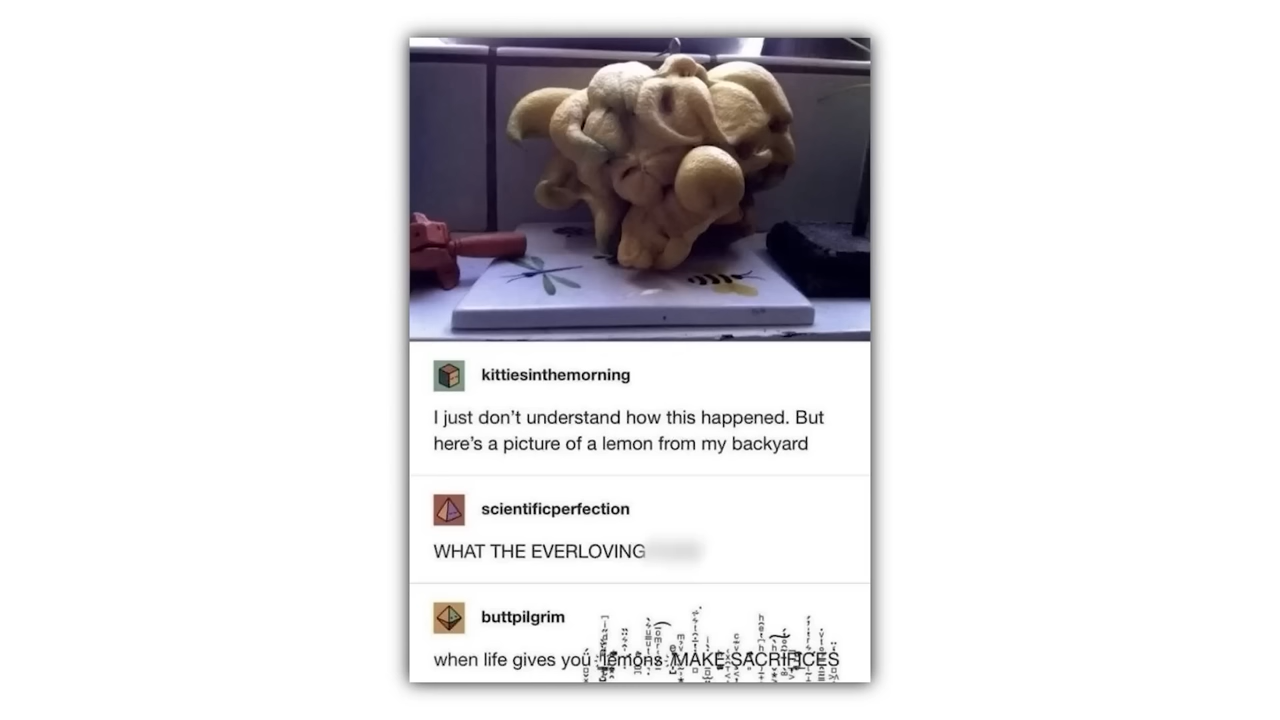 kittiesinthemorning
I just don’t understand how this happened. But
here’s a picture of a lemon from my backyard
scientificperfection
WHAT THE EVERLOVING
buttpilgrim
when life gives you lemons MAKE SACRIFICES